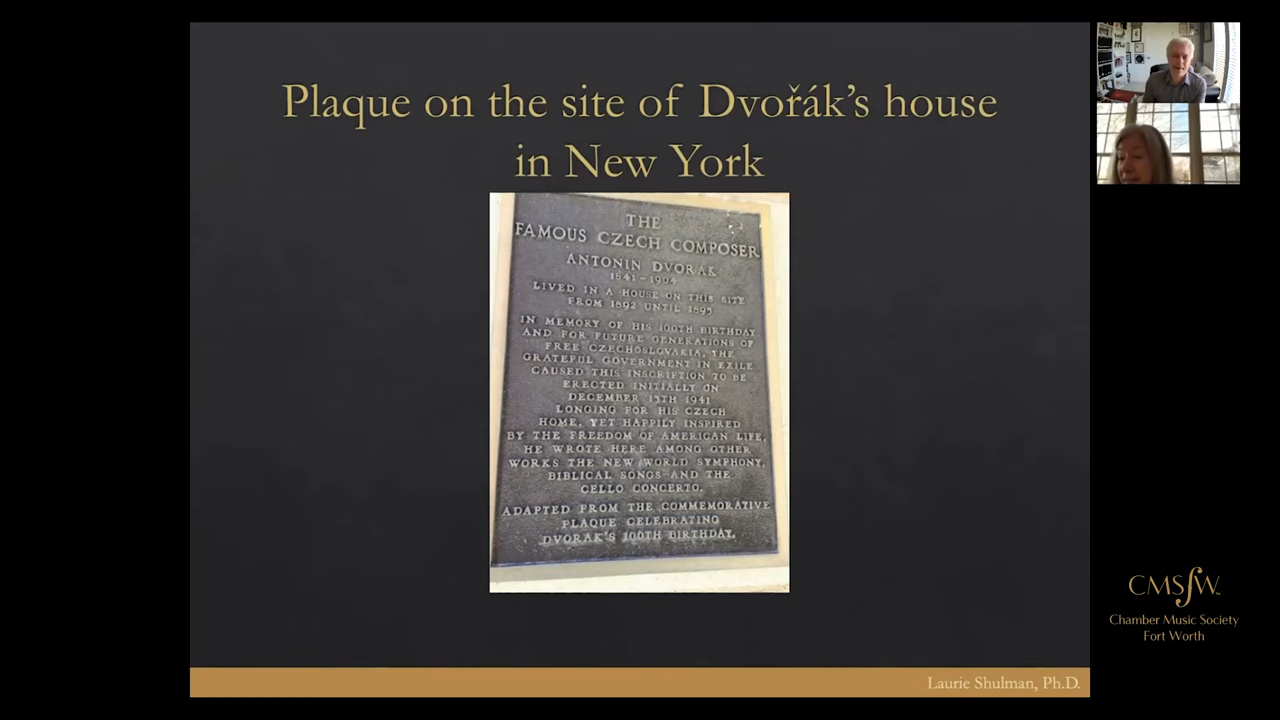 Plaque on the site of Dvořák's house
in New York
THE
FAMOUS CZECH COMPOSER
ANTONIN DVORAK
1841-1904
LIVED IN A HOUSE ON THIS SITE
FROM 1892 UNTIL 1895
IN MEMORY OF HIS 100TH BIRTHDAY
AND FOR FUTURE GENERATIONS OF
FREE CZECHOSLOVAKIA, THE
GRATEFUL GOVERNMENT IN EXILE
CAUSED THIS INSCRIPTION TO BE
ERECTED INITIALLY ON
DECEMBER 13TH 1941
LONGING FOR HIS CZECH
HOME, YET HAPPILY INSPIRED
BY THE FREEDOM OF AMERICAN LIFE,
HE WROTE HERE AMONG OTHER
WORKS THE NEW WORLD SYMPHONY,
BIBLICAL SONGS AND THE
CELLO CONCERTO.
ADAPTED FROM THE COMMEMORATIVE
PLAQUE CELEBRATING
DVORAK'S 100TH BIRTHDAY.
Laurie Shulman, Ph.D.
CMSfW
Chamber Music Society
Fort Worth